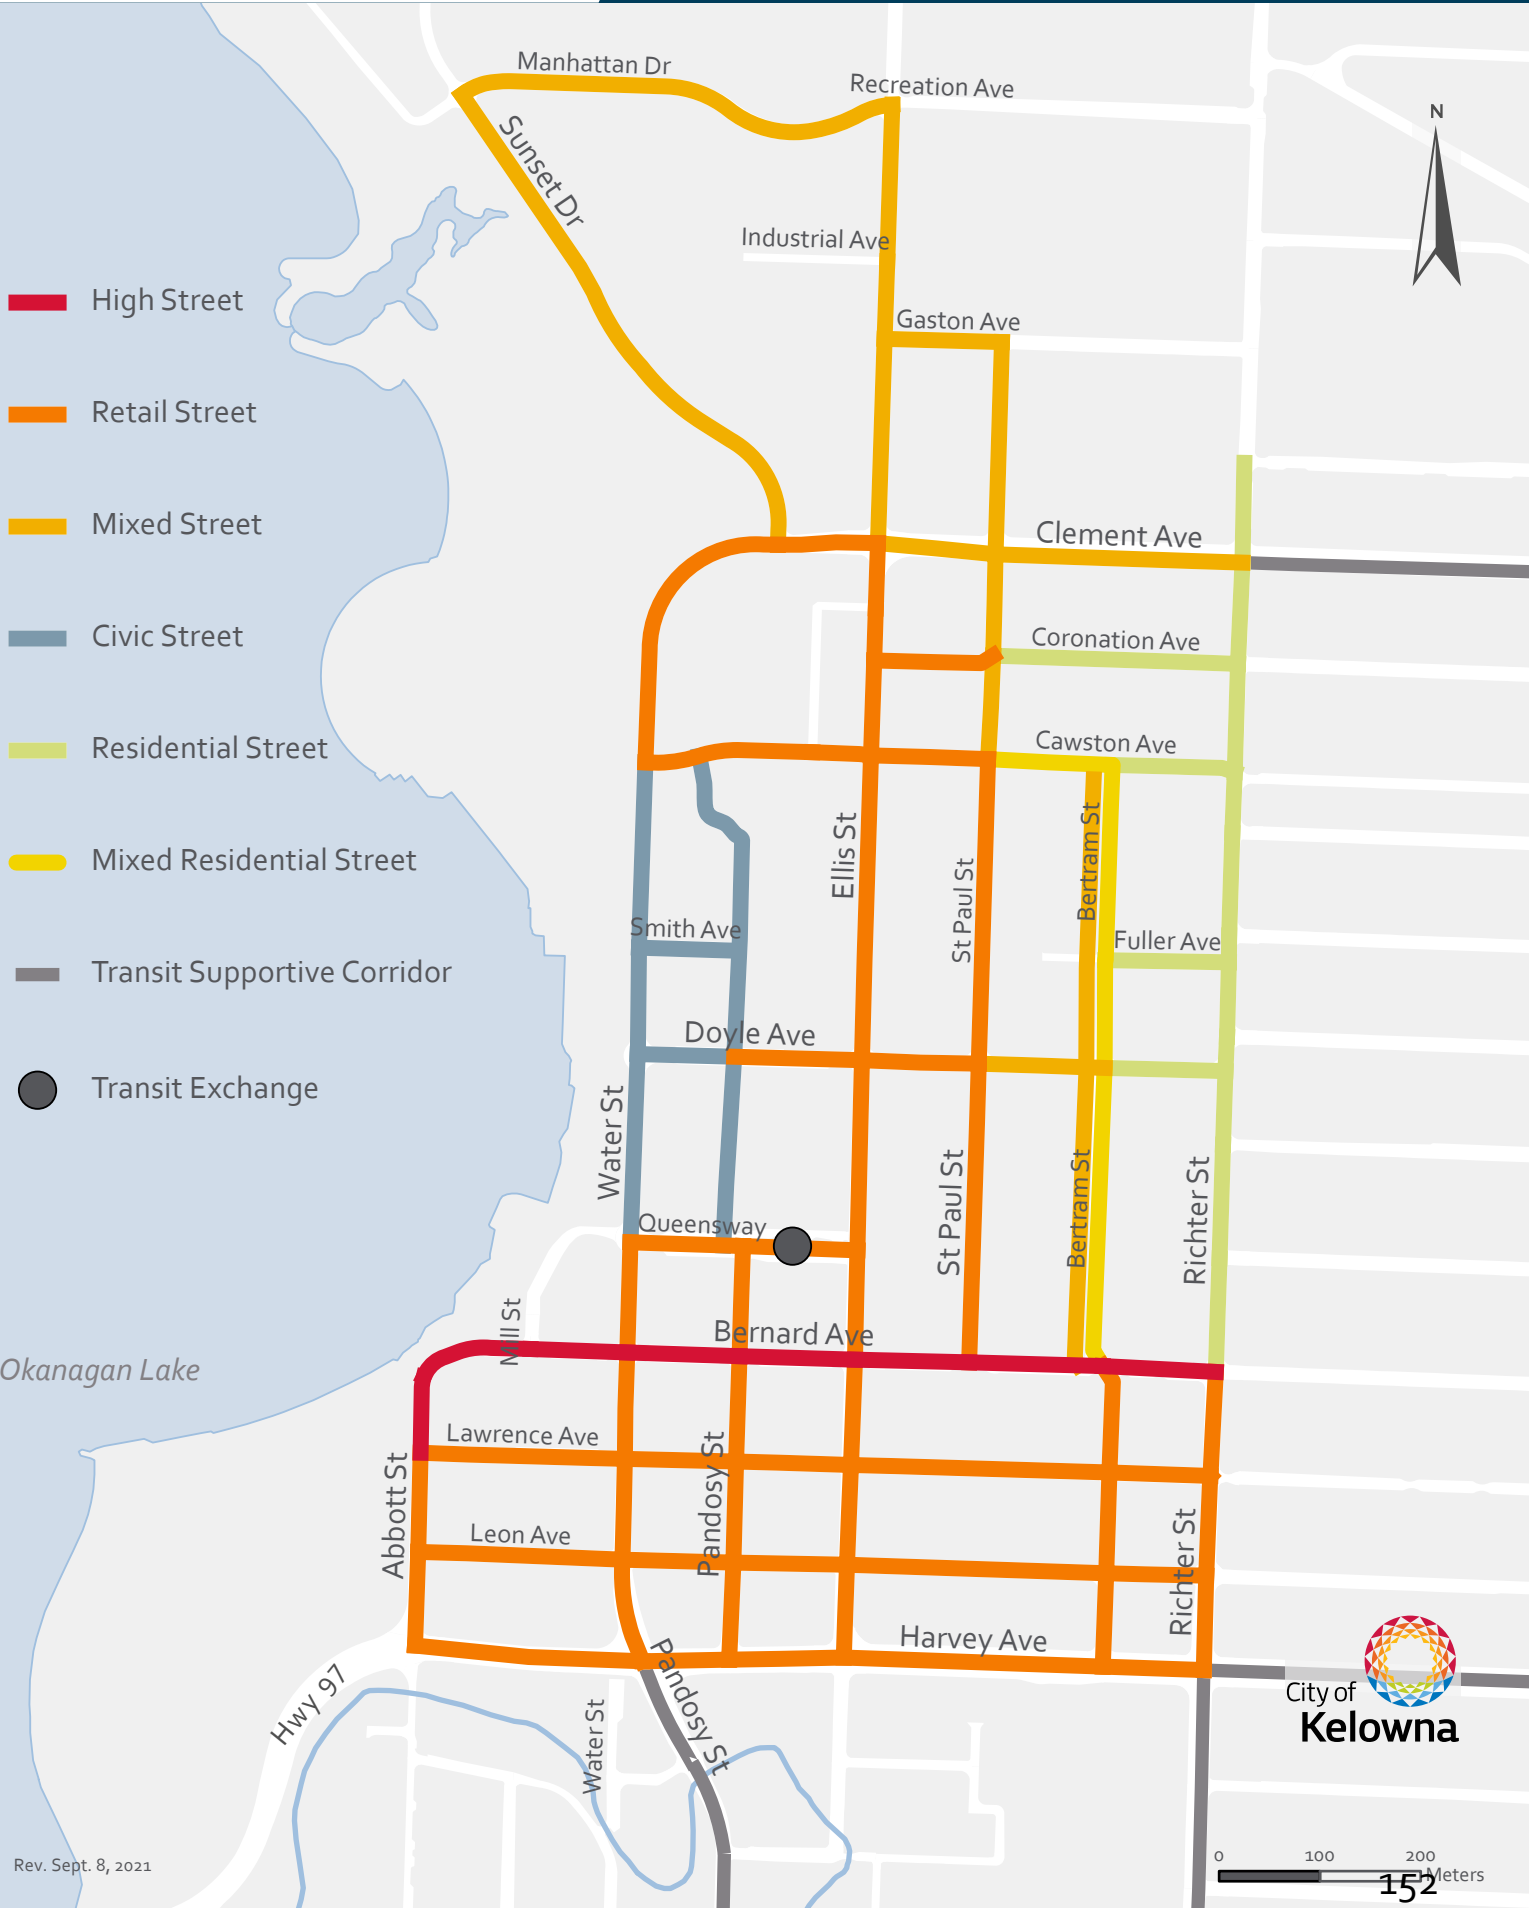 Manhattan Dr
Recreation Ave
N
Sunset Dr
Industrial Ave
High Street
Gaston Ave
Retail Street
Mixed Street
Clement Ave
Civic Street
Coronation Ave
Residential Street
Cawston Ave
Ellis St
Bertram St
Mixed Residential Street
St Paul St
Smith Ave
Fuller Ave
Transit Supportive Corridor
Doyle Ave
Transit Exchange
Water St
St Paul St
Bertram St
Richter St
Queensway
Mill St
Bernard Ave
Okanagan Lake
Lawrence Ave
Abbott St
Pandosy St
Leon Ave
Richter St
Harvey Ave
Hwy 97
Pandosy St
Water St
City of
Kelowna
Rev. Sept. 8, 2021
0 100 200
Meters
152